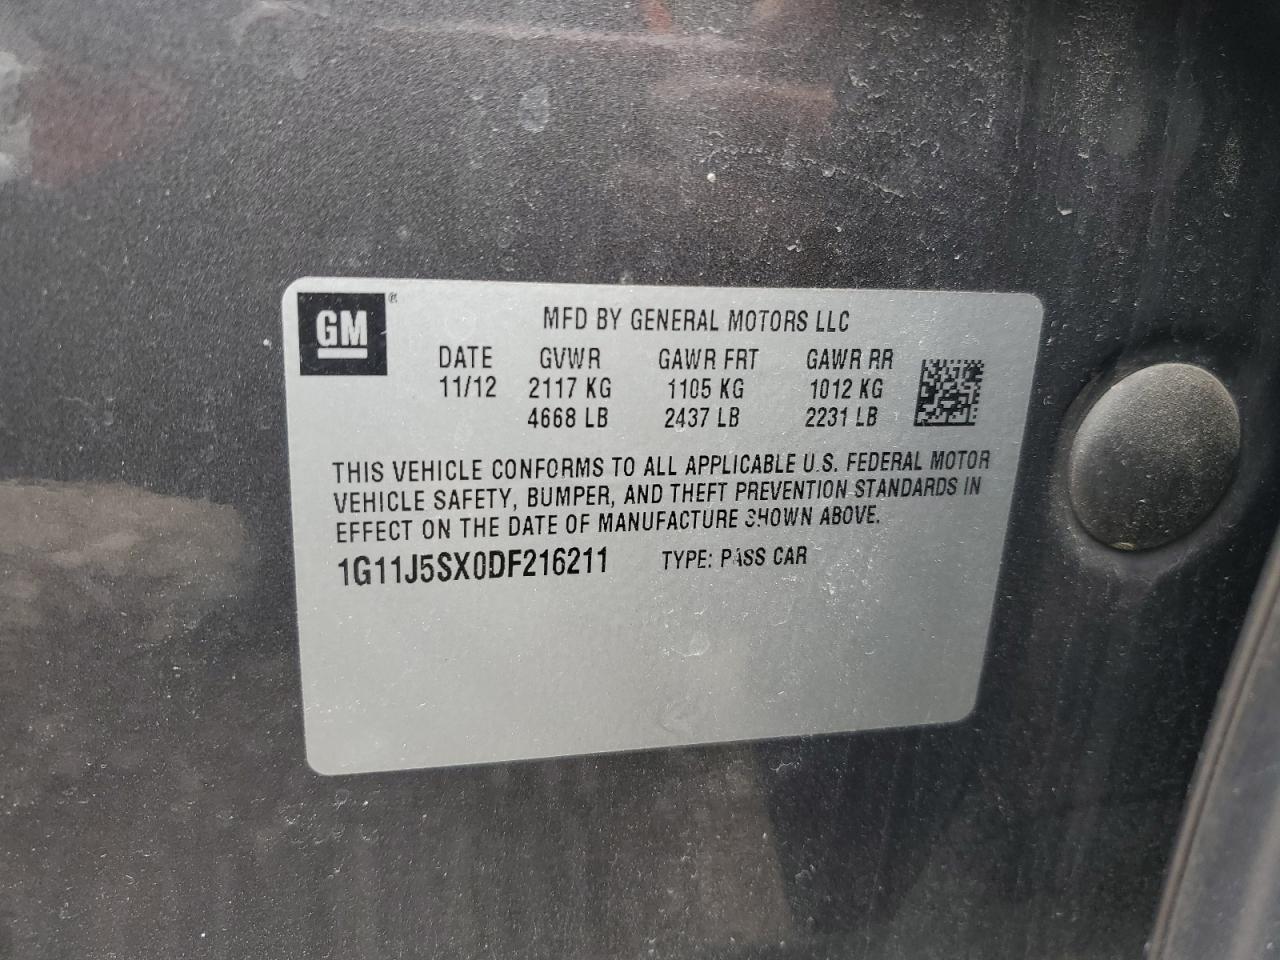 GM®
MFD BY GENERAL MOTORS LLC
DATE GVWR GAWR FRT GAWR RR
11/12 2117 KG 1105 KG 1012 KG
4668 LB 2437 LB 2231 LB
THIS VEHICLE CONFORMS TO ALL APPLICABLE U.S. FEDERAL MOTOR
VEHICLE SAFETY, BUMPER, AND THEFT PREVENTION STANDARDS IN
EFFECT ON THE DATE OF MANUFACTURE SHOWN ABOVE.
1G11J5SX0DF216211 TYPE: PASS CAR